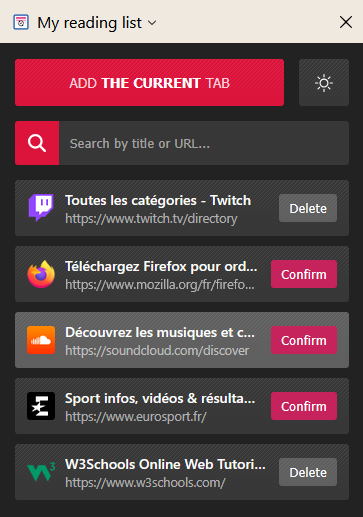 My reading list
ADD THE CURRENT TAB
Search by title or URL...
Toutes les catégories - Twitch
https://www.twitch.tv/directory
Delete
Téléchargez Firefox pour ord...
https://www.mozilla.org/fr/firefo...
Confirm
Découvrez les musiques et c...
https://soundcloud.com/discover
Confirm
Sport infos, vidéos & résulta...
https://www.eurosport.fr/
Confirm
W3Schools Online Web Tutori...
https://www.w3schools.com/
Delete